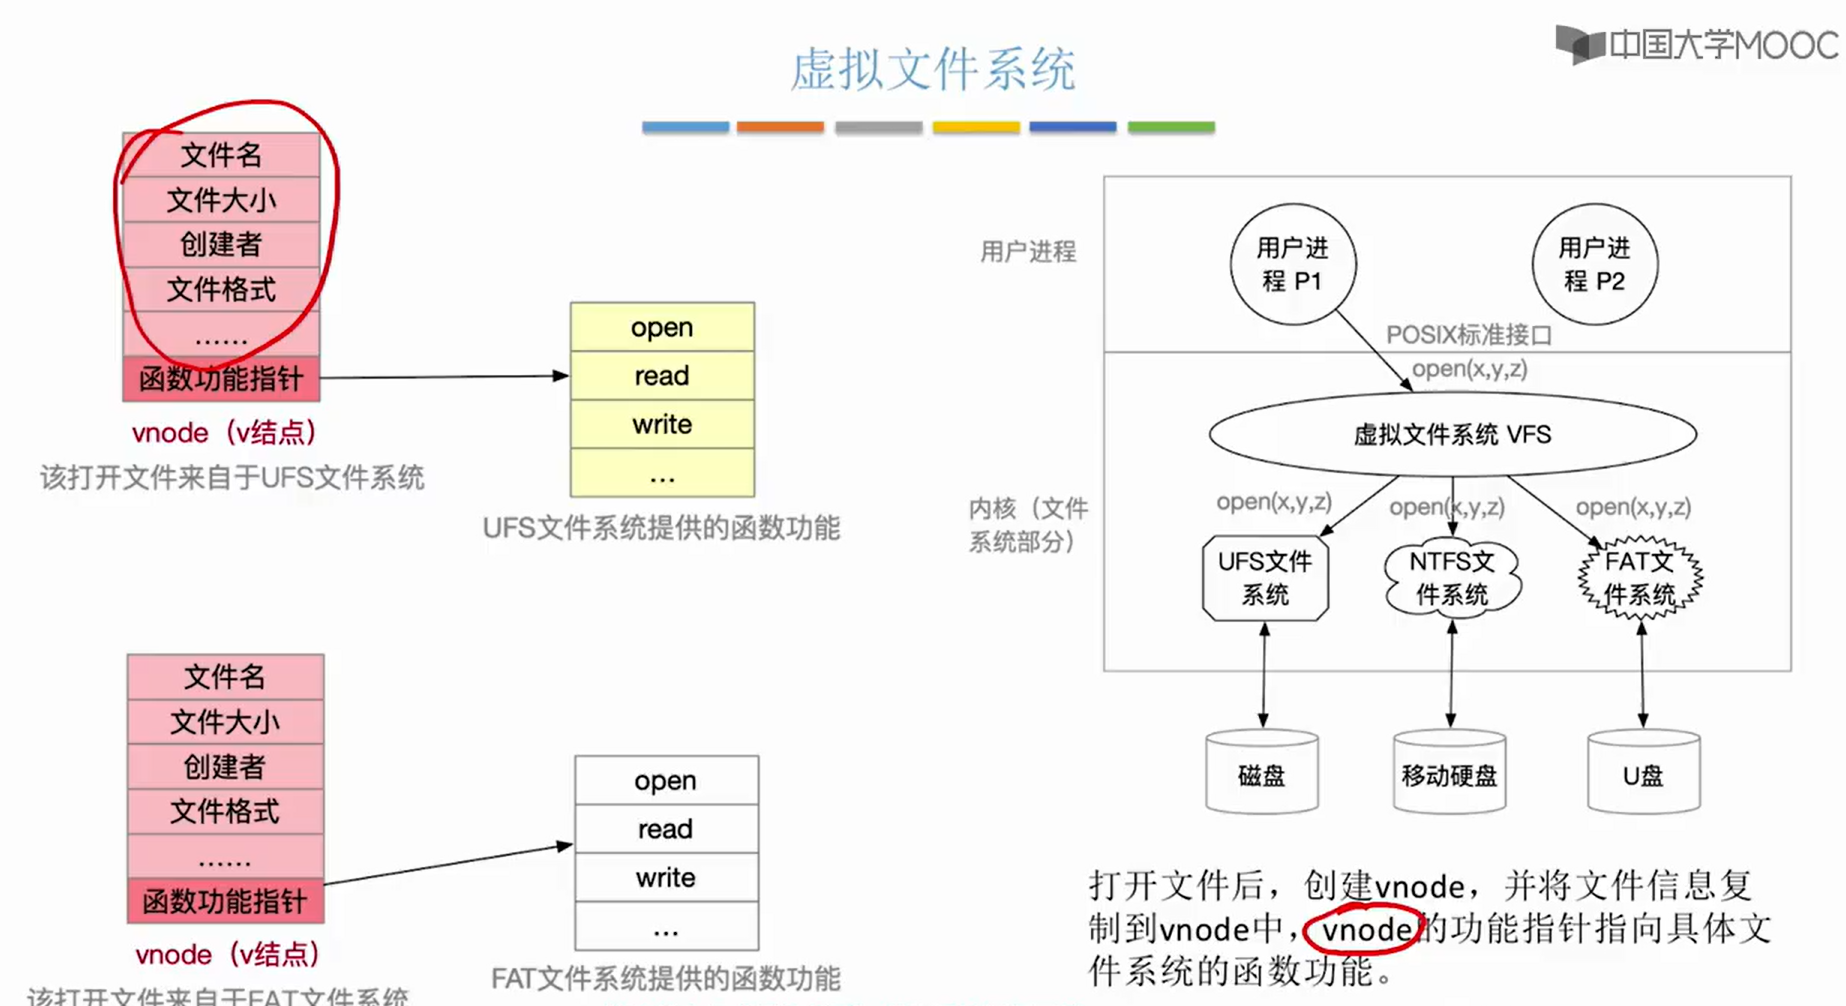 中国大学MOOC
虚拟文件系统
文件名
文件大小
创建者
文件格式
......
函数功能指针
vnode（v结点）
该打开文件来自于UFS文件系统
open
read
write
...
UFS文件系统提供的函数功能
文件名
文件大小
创建者
文件格式
......
函数功能指针
vnode（v结点）
该打开文件来自于FAT文件系统
open
read
write
...
FAT文件系统提供的函数功能
用户进程
用户进
程 P1
用户进
程 P2
POSIX标准接口
open(x,y,z)
虚拟文件系统 VFS
内核（文件
系统部分）
open(x,y,z)
open(x,y,z)
open(x,y,z)
UFS文件
系统
NTFS文
件系统
FAT文
件系统
磁盘
移动硬盘
U盘
打开文件后，创建vnode，并将文件信息复
制到vnode中，vnode的功能指针指向具体文
件系统的函数功能。